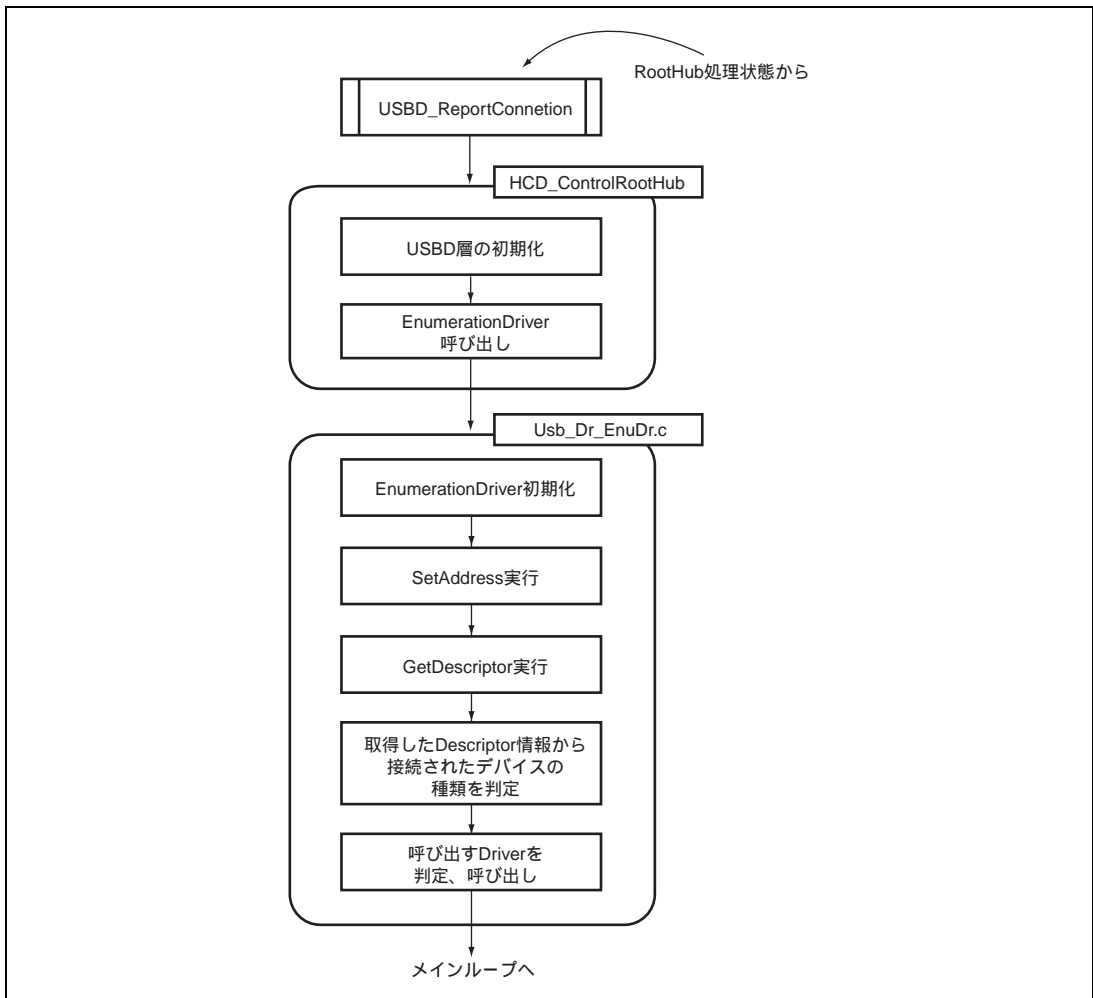 RootHub処理状態から
USBD_ReportConnetion
HCD_ControlRootHub
USBD層の初期化
EnumerationDriver
呼び出し
Usb_Dr_EnuDr.c
EnumerationDriver初期化
SetAddress実行
GetDescriptor実行
取得したDescriptor情報から
接続されたデバイスの
種類を判定
呼び出すDriverを
判定、呼び出し
メインループへ